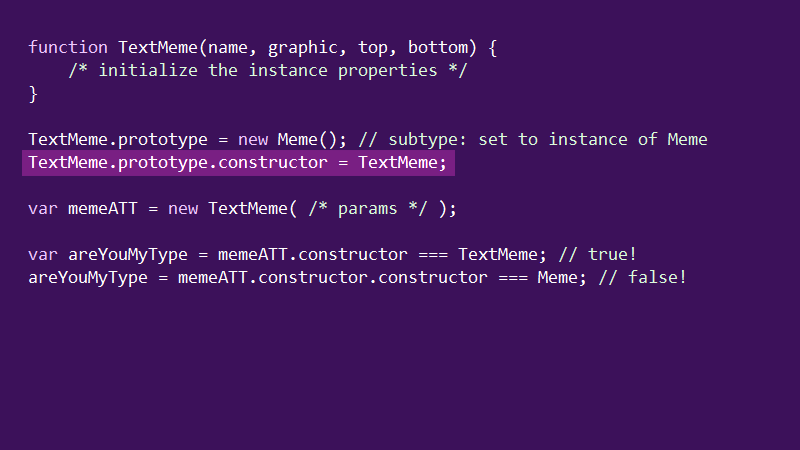 function TextMeme(name, graphic, top, bottom) {
    /* initialize the instance properties */
}
TextMeme.prototype = new Meme(); // subtype: set to instance of Meme
TextMeme.prototype.constructor = TextMeme;
var memeATT = new TextMeme( /* params */ );
var areYouMyType = memeATT.constructor === TextMeme; // true!
areYouMyType = memeATT.constructor.constructor === Meme; // false!